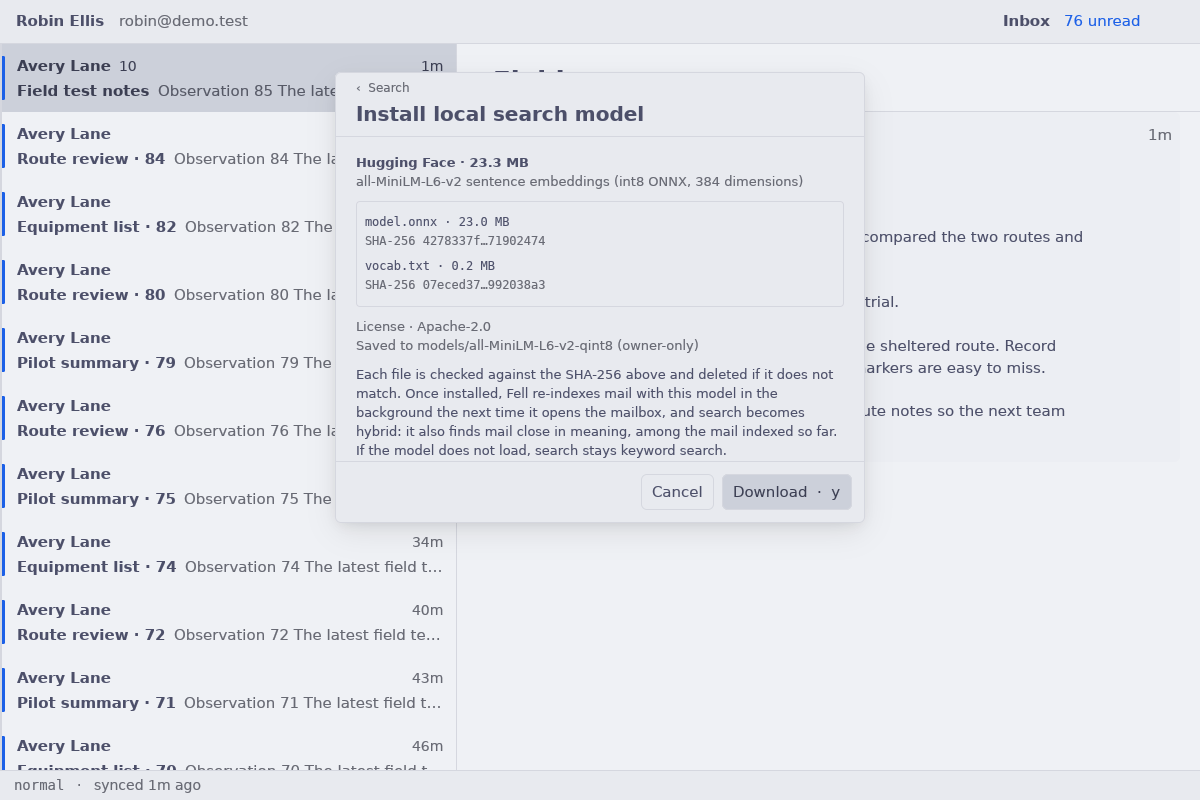 Robin Ellis robin@demo.test
Inbox 76 unread
Avery Lane 10 1m
Field test notes Observation 85 The late
Avery Lane
Route review · 84 Observation 84 The la
Avery Lane
Equipment list · 82 Observation 82 The
Avery Lane
Route review · 80 Observation 80 The la
Avery Lane
Pilot summary · 79 Observation 79 The
Avery Lane
Route review · 76 Observation 76 The la
Avery Lane
Pilot summary · 75 Observation 75 The
Avery Lane 34m
Equipment list · 74 Observation 74 The latest field t…
Avery Lane 40m
Route review · 72 Observation 72 The latest field te…
Avery Lane 43m
Pilot summary · 71 Observation 71 The latest field t…
Avery Lane 46m
Equipment list · 70 Observation 70 The latest field t…
‹ Search
Install local search model
Hugging Face · 23.3 MB
all-MiniLM-L6-v2 sentence embeddings (int8 ONNX, 384 dimensions)
model.onnx · 23.0 MB
SHA-256 4278337f…71902474
vocab.txt · 0.2 MB
SHA-256 07eced37…992038a3
License · Apache-2.0
Saved to models/all-MiniLM-L6-v2-qint8 (owner-only)
Each file is checked against the SHA-256 above and deleted if it does not
match. Once installed, Fell re-indexes mail with this model in the
background the next time it opens the mailbox, and search becomes
hybrid: it also finds mail close in meaning, among the mail indexed so far.
If the model does not load, search stays keyword search.
Cancel
Download · y
1m
compared the two routes and
trial.
sheltered route. Record
arkers are easy to miss.
notes so the next team
normal · synced 1m ago